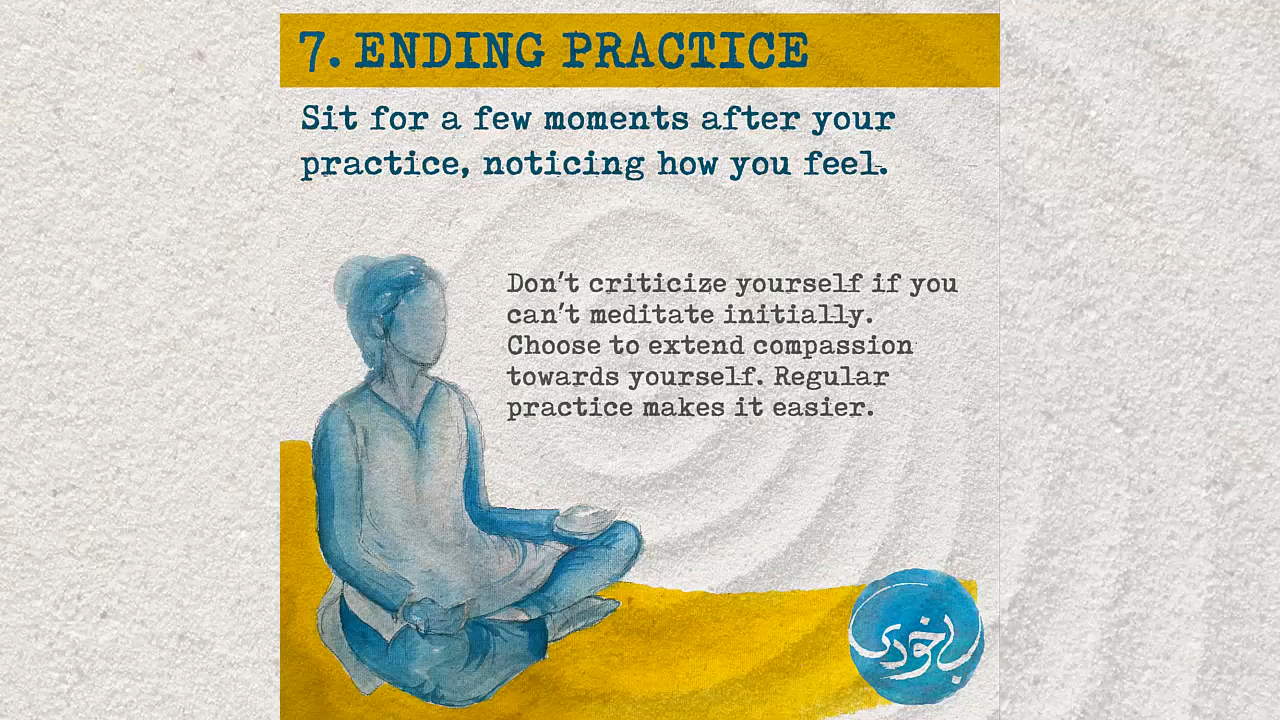 7. ENDING PRACTICE
Sit for a few moments after your
practice, noticing how you feel.
Don't criticize yourself if you
can't meditate initially.
Choose to extend compassion
towards yourself. Regular
practice makes it easier.
بےخودی